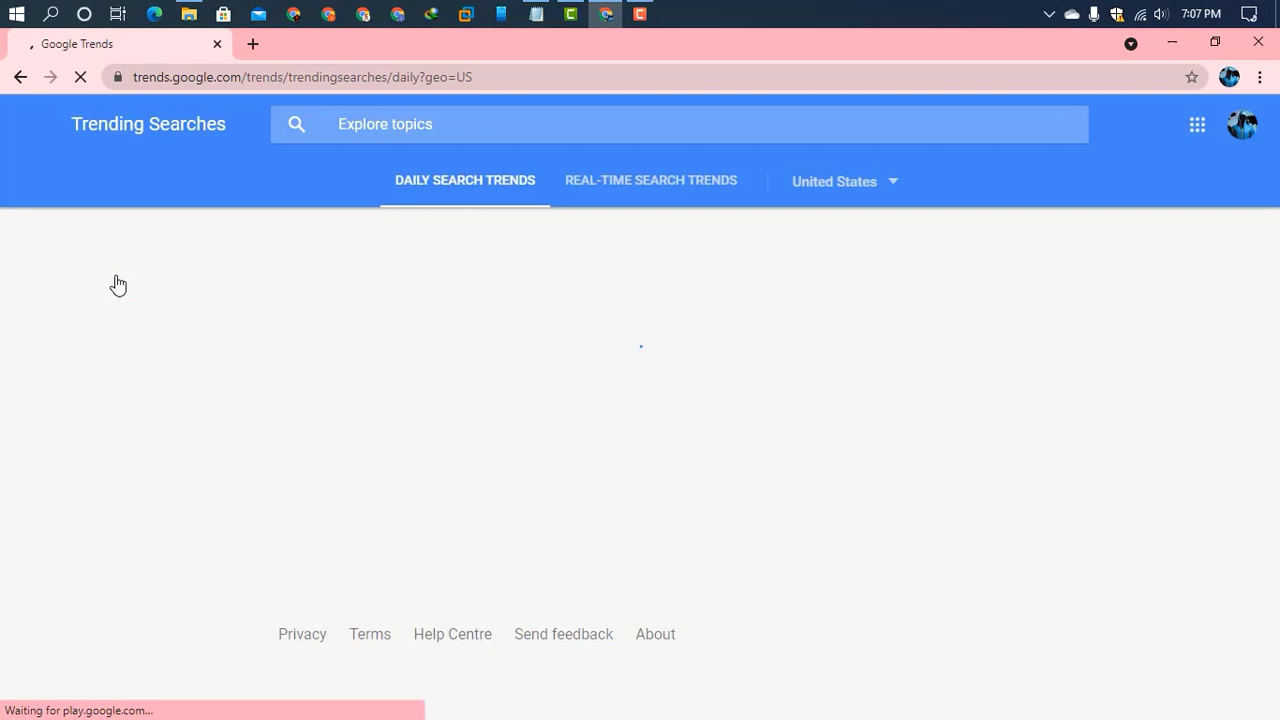 7:07 PM
Google Trends
trends.google.com/trends/trendingsearches/daily?geo=US
Trending Searches
Explore topics
DAILY SEARCH TRENDS
REAL-TIME SEARCH TRENDS
United States
Privacy
Terms
Help Centre
Send feedback
About
Waiting for play.google.com...